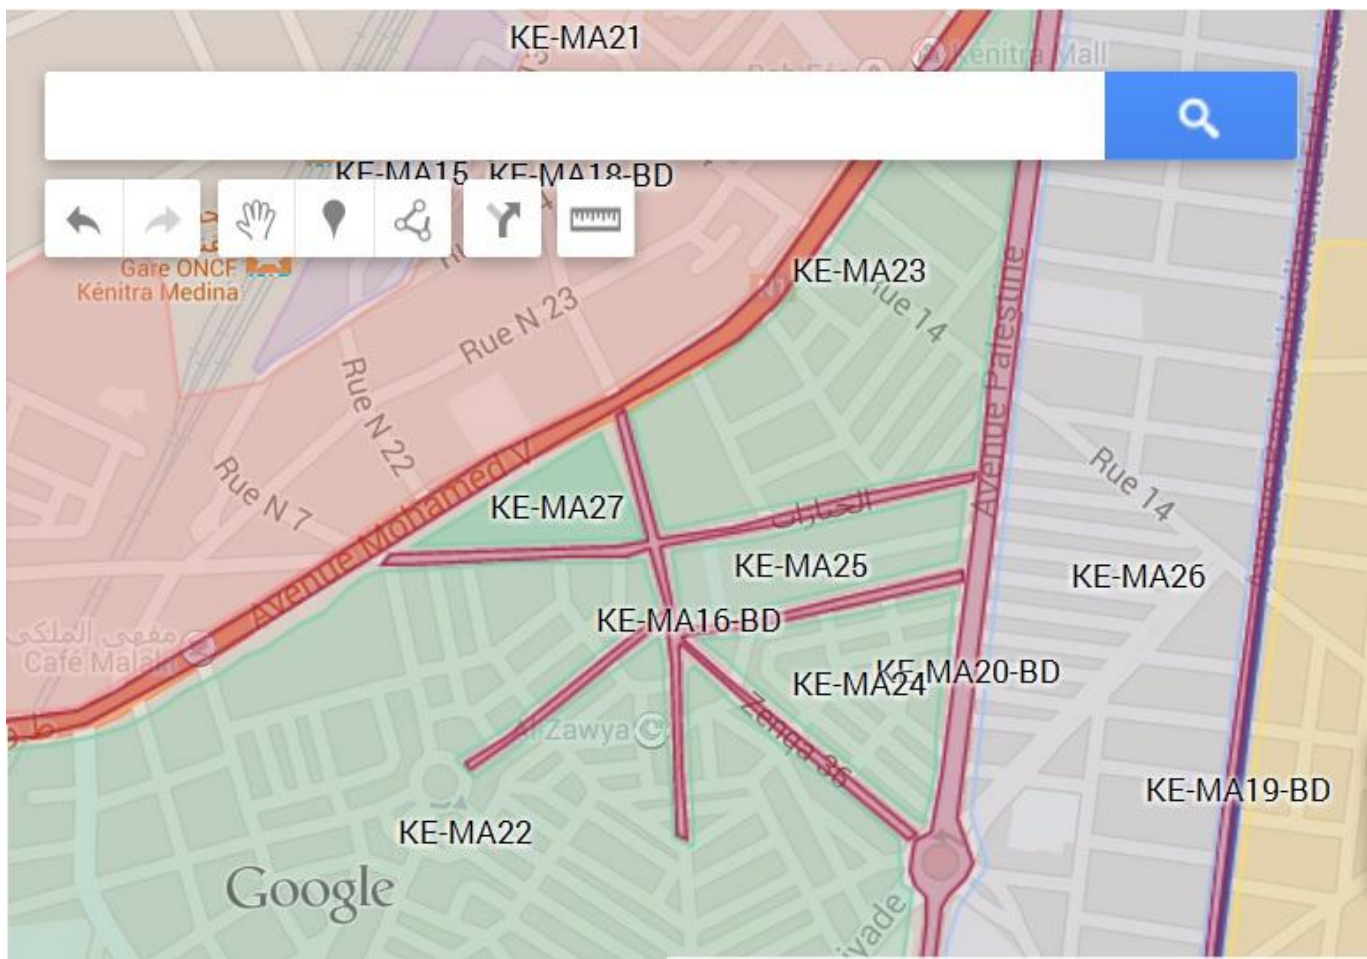 KE-MA21
Kénitra Mall
KE-MA15
KE-MA18-BD
Gare ONCF
Kénitra Medina
KE-MA23
Rue 14
Rue N 23
Rue N 22
Rue N 7
Avenue Palestine
Rue 14
Avenue Mohamed V
KE-MA27
KE-MA25
KE-MA26
KE-MA16-BD
مقهى الملكي
Café Malaki
KE-MA24
KE-MA20-BD
Al-Zawya
Zenqa 36
KE-MA19-BD
KE-MA22
Google